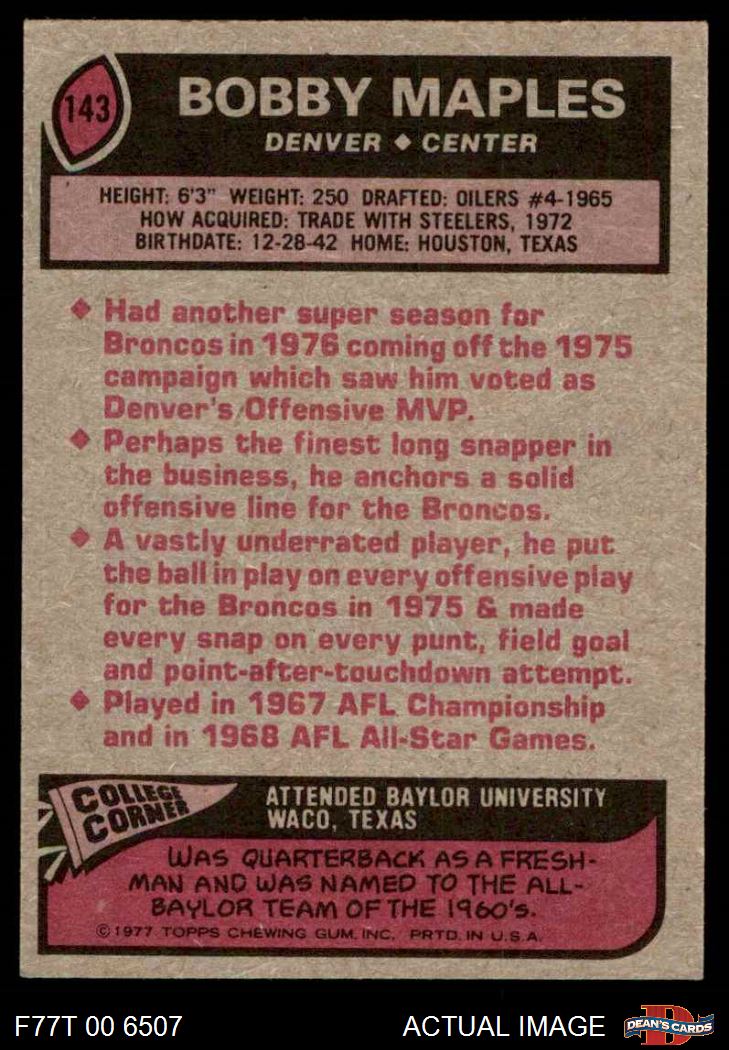 143
BOBBY MAPLES
DENVER ◆ CENTER
HEIGHT: 6'3" WEIGHT: 250 DRAFTED: OILERS #4-1965
HOW ACQUIRED: TRADE WITH STEELERS, 1972
BIRTHDATE: 12-28-42 HOME: HOUSTON, TEXAS
◆ Had another super season for
Broncos in 1976 coming off the 1975
campaign which saw him voted as
Denver's Offensive MVP.
◆ Perhaps the finest long snapper in
the business, he anchors a solid
offensive line for the Broncos.
◆ A vastly underrated player, he put
the ball in play on every offensive play
for the Broncos in 1975 & made
every snap on every punt, field goal
and point-after-touchdown attempt.
◆ Played in 1967 AFL Championship
and in 1968 AFL All-Star Games.
COLLEGE
CORNER
ATTENDED BAYLOR UNIVERSITY
WACO, TEXAS
WAS QUARTERBACK AS A FRESH-
MAN AND WAS NAMED TO THE ALL-
BAYLOR TEAM OF THE 1960'S.
©1977 TOPPS CHEWING GUM, INC. PRTD. IN U.S.A.
F77T 00 6507
ACTUAL IMAGE
D
DEAN'S CARDS